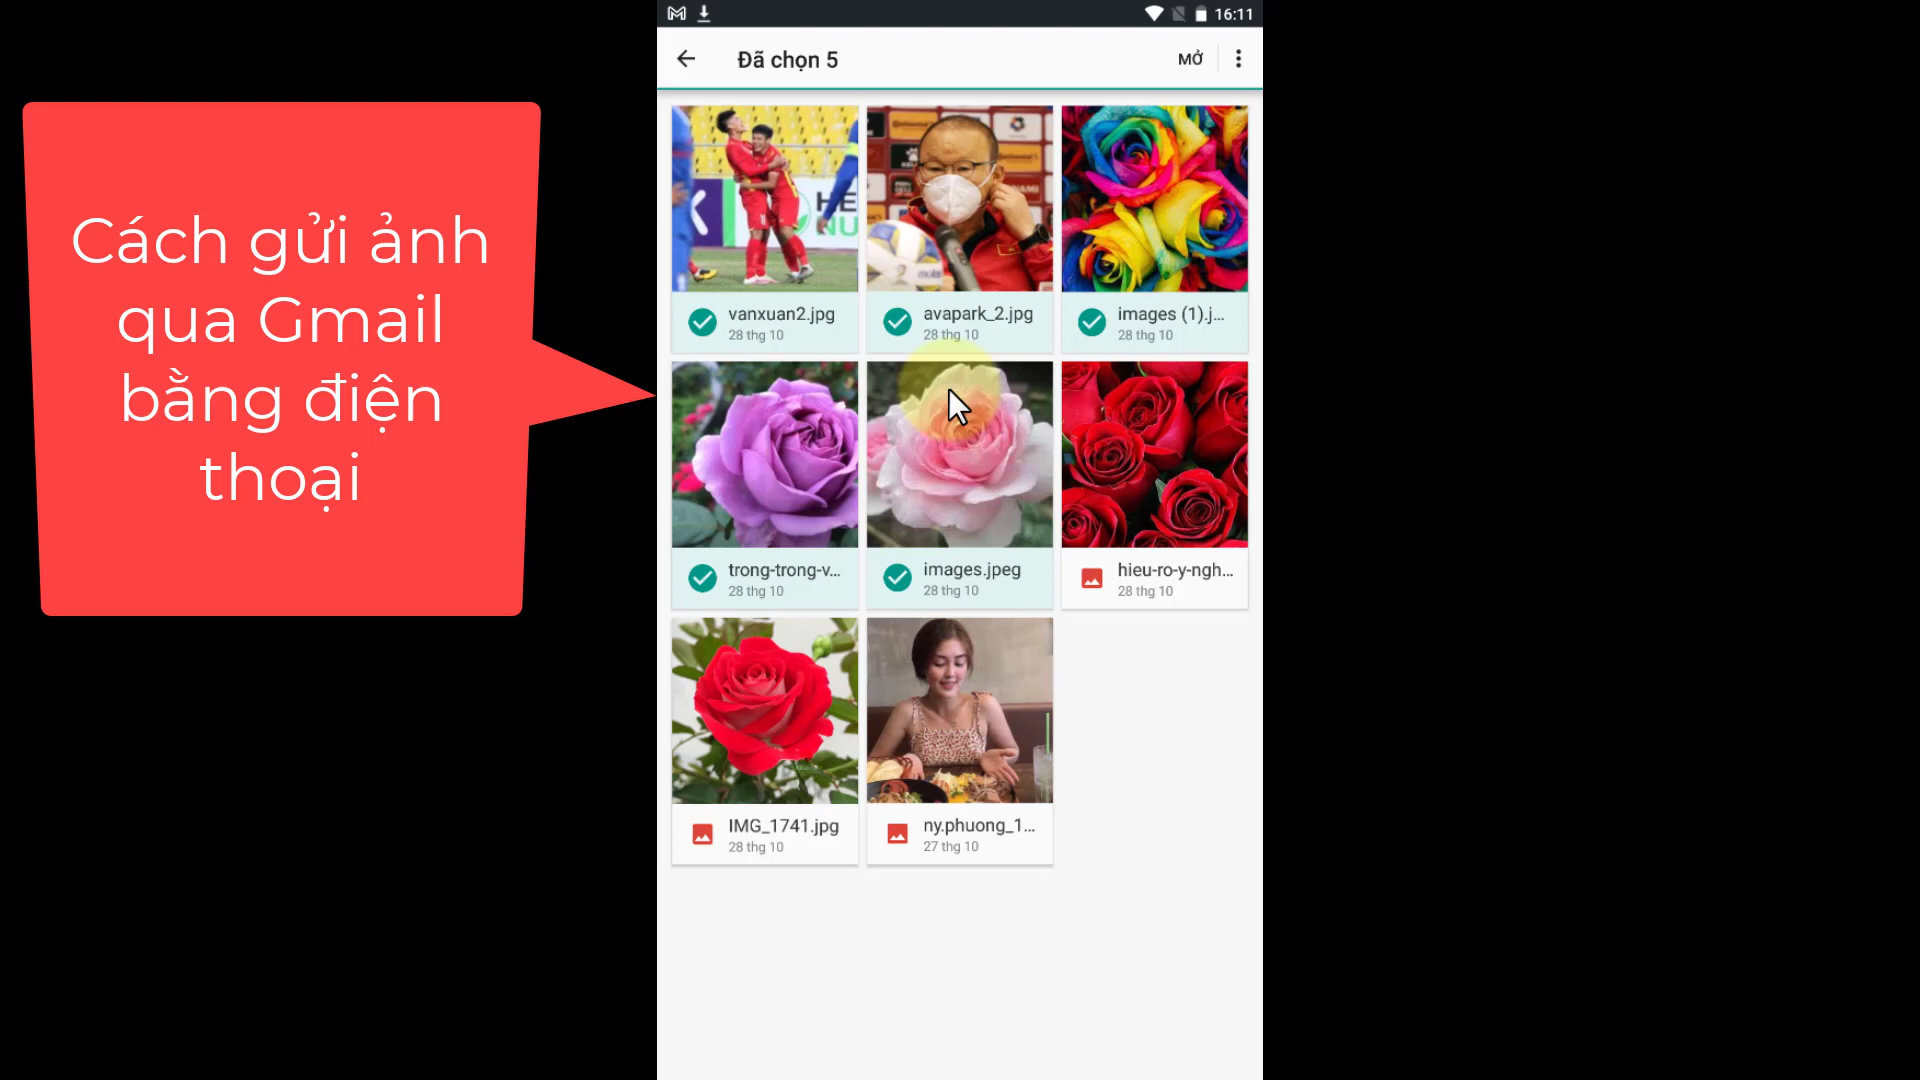 16:11
Đã chọn 5
MỞ
Cách gửi ảnh
qua Gmail
bằng điện
thoại
vanxuan2.jpg
28 thg 10
avapark_2.jpg
28 thg 10
images (1).j...
28 thg 10
trong-trong-v...
28 thg 10
images.jpeg
28 thg 10
hieu-ro-y-ngh...
28 thg 10
IMG_1741.jpg
28 thg 10
ny.phuong_1...
27 thg 10